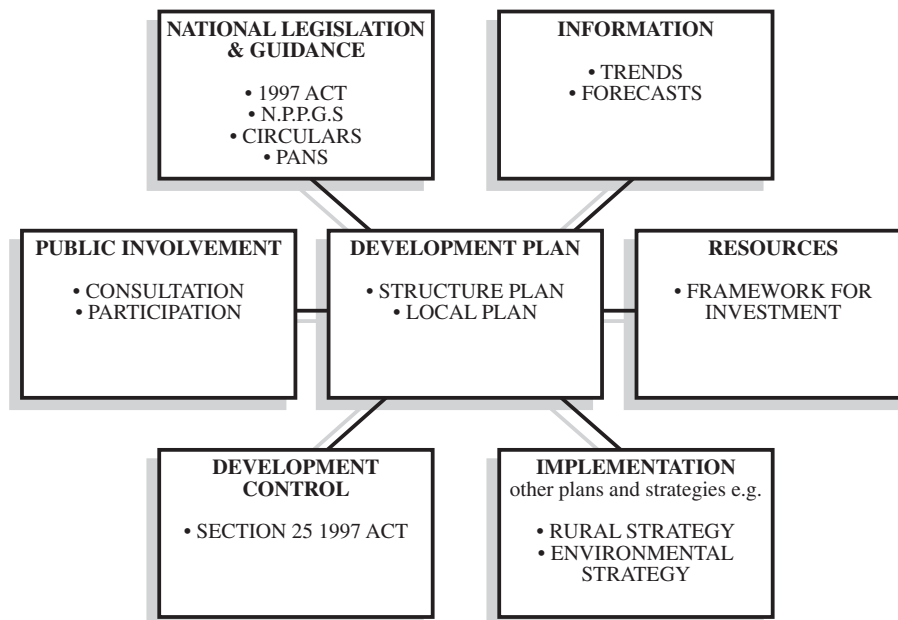 NATIONAL LEGISLATION
& GUIDANCE
• 1997 ACT
• N.P.P.G.S
• CIRCULARS
• PANS
INFORMATION
• TRENDS
• FORECASTS
PUBLIC INVOLVEMENT
• CONSULTATION
• PARTICIPATION
DEVELOPMENT PLAN
• STRUCTURE PLAN
• LOCAL PLAN
RESOURCES
• FRAMEWORK FOR
INVESTMENT
DEVELOPMENT
CONTROL
• SECTION 25 1997 ACT
IMPLEMENTATION
other plans and strategies e.g.
• RURAL STRATEGY
• ENVIRONMENTAL
STRATEGY